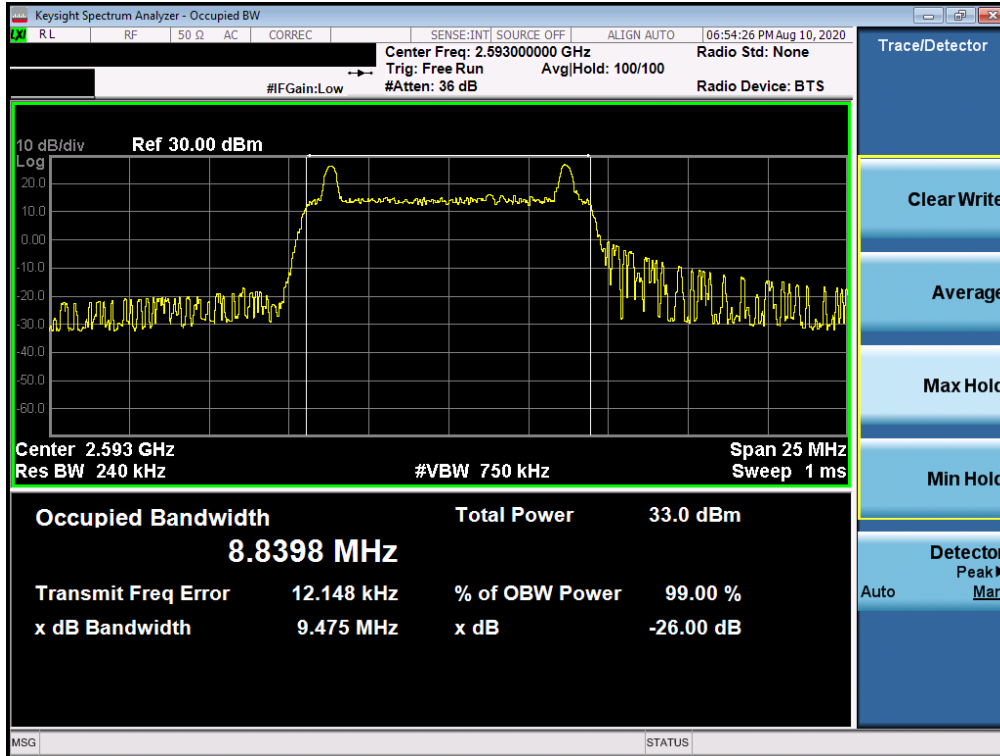 Keysight Spectrum Analyzer - Occupied BW
LXI RL RF 50 Ω AC CORREC SENSE:INT SOURCE OFF ALIGN AUTO 06:54:26 PM Aug 10, 2020
Center Freq: 2.593000000 GHz Radio Std: None
Trig: Free Run Avg|Hold: 100/100
#IFGain:Low #Atten: 36 dB Radio Device: BTS
10 dB/div Ref 30.00 dBm
Log
20.0
10.0
0.00
-10.0
-20.0
-30.0
-40.0
-50.0
-60.0
Center 2.593 GHz Span 25 MHz
Res BW 240 kHz #VBW 750 kHz Sweep 1 ms
Occupied Bandwidth Total Power 33.0 dBm
8.8398 MHz
Transmit Freq Error 12.148 kHz % of OBW Power 99.00 %
x dB Bandwidth 9.475 MHz x dB -26.00 dB
MSG STATUS
Trace/Detector
Clear Write
Average
Max Hold
Min Hold
Detector
Peak
Auto Man